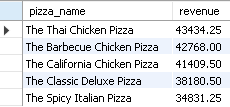 pizza_name revenue
The Thai Chicken Pizza 43434.25
The Barbecue Chicken Pizza 42768.00
The California Chicken Pizza 41409.50
The Classic Deluxe Pizza 38180.50
The Spicy Italian Pizza 34831.25